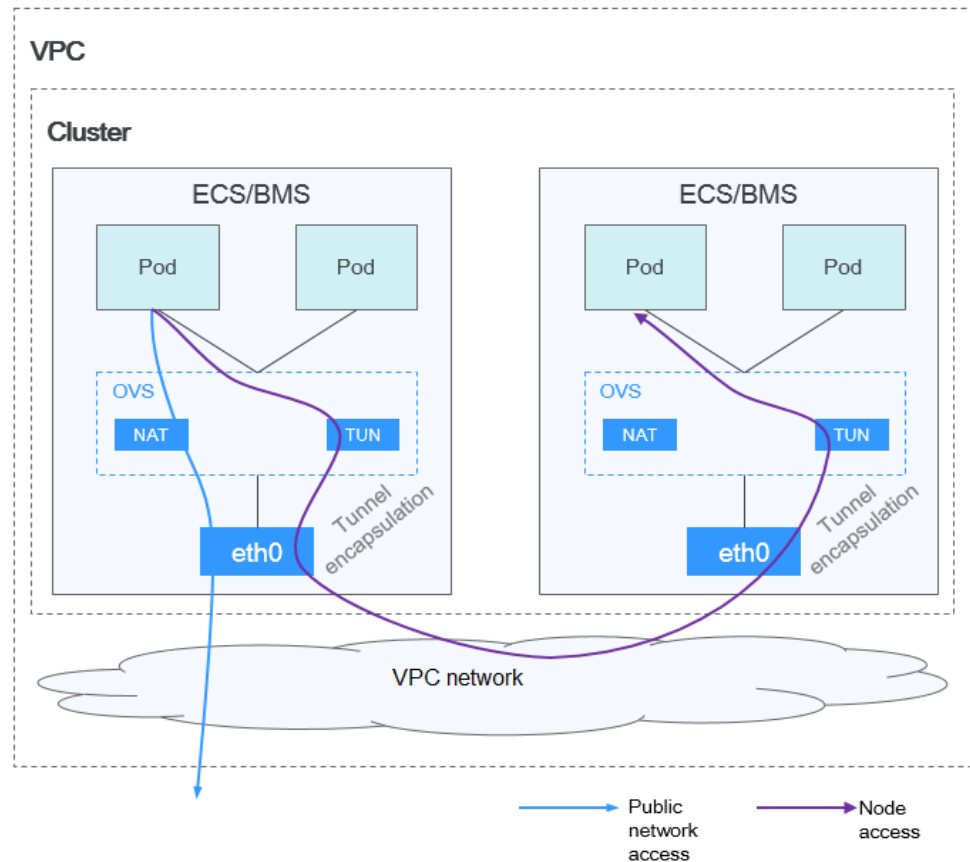 VPC
Cluster
ECS/BMS
Pod
Pod
OVS
NAT
TUN
Tunnel
encapsulation
eth0
ECS/BMS
Pod
Pod
OVS
NAT
TUN
Tunnel
encapsulation
eth0
VPC network
Public
network
access
Node
access